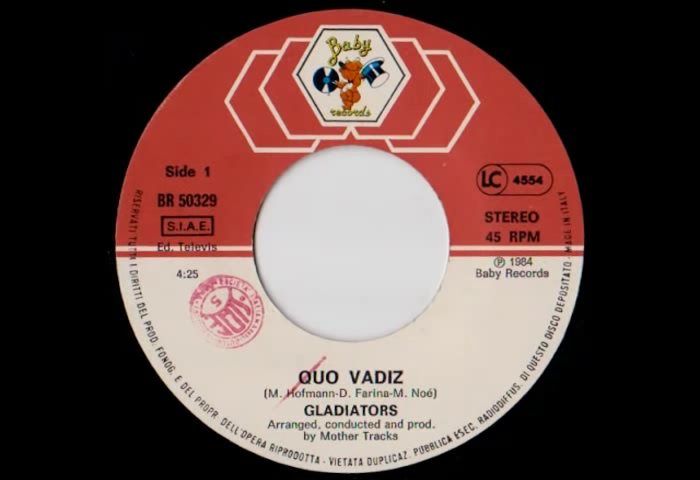 Baby
records
Side 1
BR 50329
S.I.A.E.
Ed. Televis
4:25
LC 4554
STEREO
45 RPM
℗ 1984
Baby Records
QUO VADIZ
(M. Hofmann-D. Farina-M. Noé)
GLADIATORS
Arranged, conducted and prod.
by Mother Tracks
RISERVATI TUTTI I DIRITTI DEL PROD. FONOG. E DEL PROPR. DELL'OPERA RIPRODOTTA - VIETATA DUPLICAZ. PUBBLICA ESEC. RADIODIFFUS. DI QUESTO DISCO DEPOSITATO - MADE IN ITALY